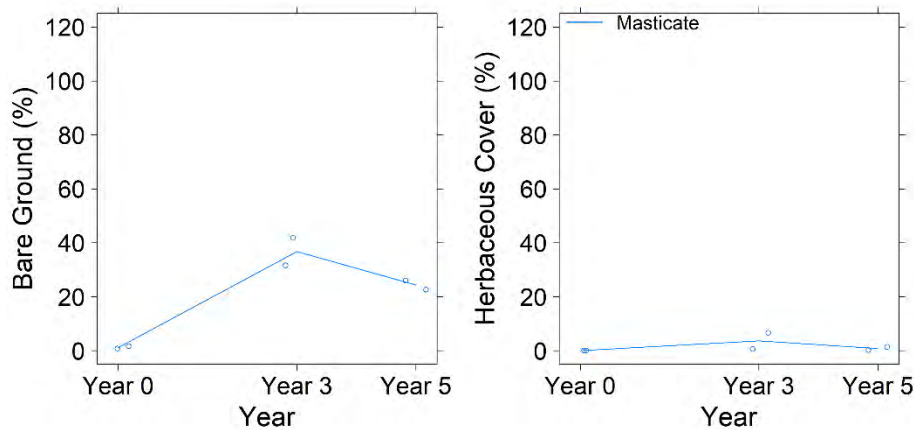 Bare Ground (%)
120
100
80
60
40
20
0
Year 0
Year 3
Year 5
Year
Masticate
Herbaceous Cover (%)
120
100
80
60
40
20
0
Year 0
Year 3
Year 5
Year